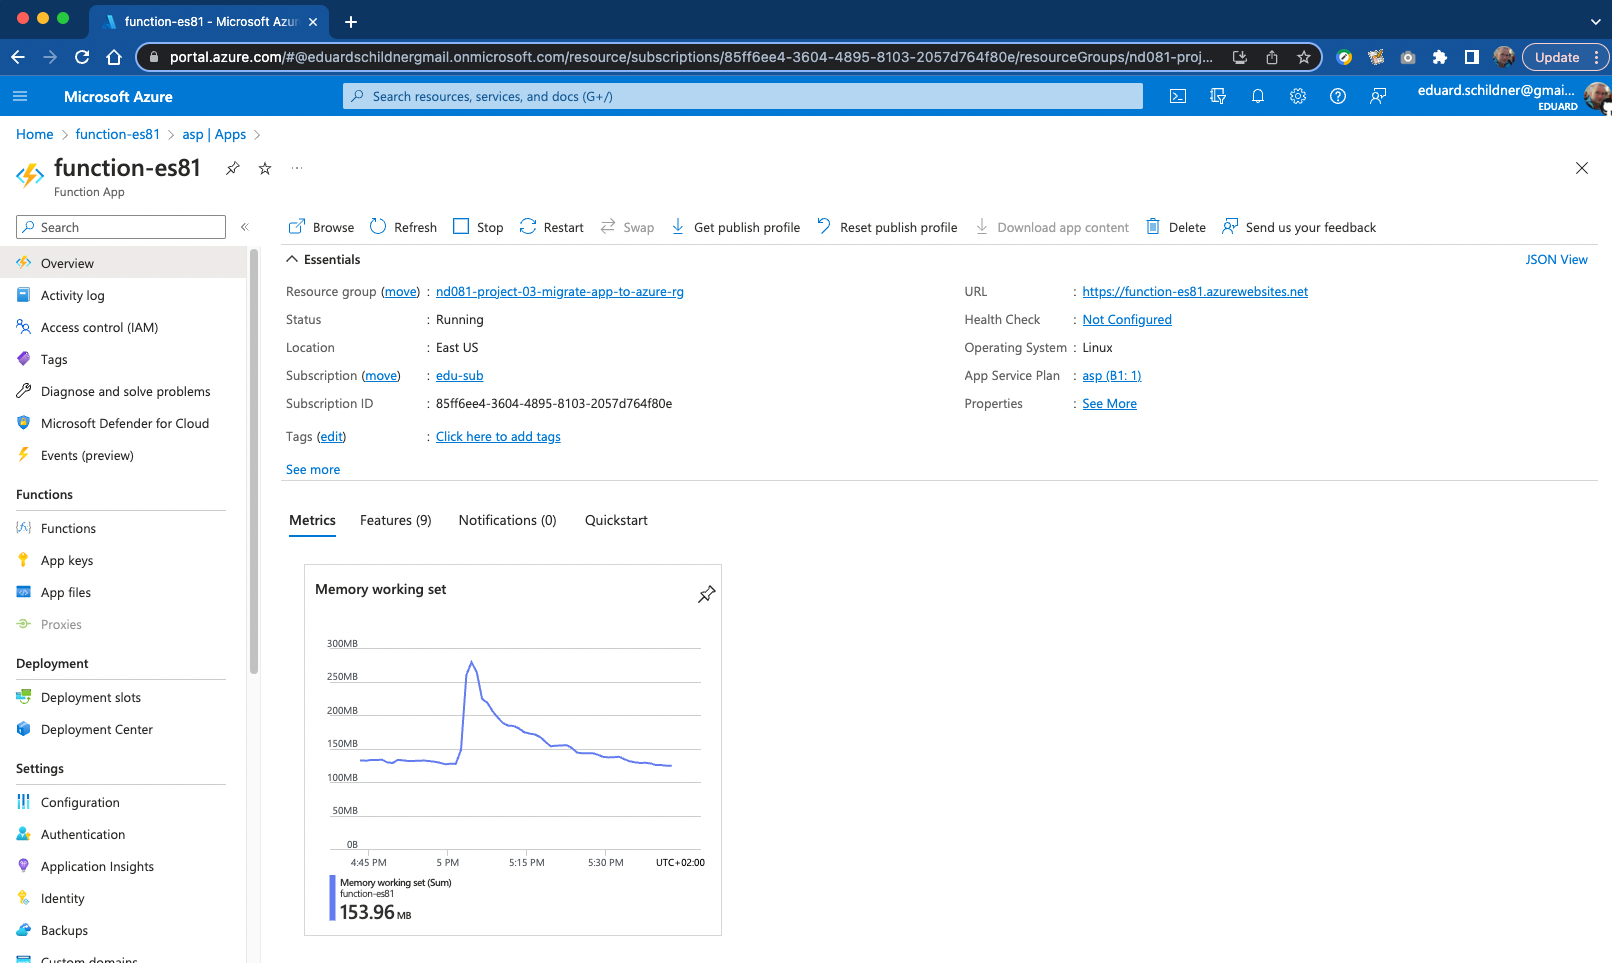 function-es81 - Microsoft Azur
portal.azure.com/#@eduardschildnergmail.onmicrosoft.com/resource/subscriptions/85ff6ee4-3604-4895-8103-2057d764f80e/resourceGroups/nd081-proj...
Update
Microsoft Azure
Search resources, services, and docs (G+/)
eduard.schildner@gmai...
EDUARD
Home > function-es81 > asp | Apps >
function-es81
Function App
Search
«
Browse
Refresh
Stop
Restart
Swap
Get publish profile
Reset publish profile
Download app content
Delete
Send us your feedback
Overview
Activity log
Access control (IAM)
Tags
Diagnose and solve problems
Microsoft Defender for Cloud
Events (preview)
Functions
Functions
App keys
App files
Proxies
Deployment
Deployment slots
Deployment Center
Settings
Configuration
Authentication
Application Insights
Identity
Backups
Custom domains
Essentials
JSON View
Resource group (move) : nd081-project-03-migrate-app-to-azure-rg
Status : Running
Location : East US
Subscription (move) : edu-sub
Subscription ID : 85ff6ee4-3604-4895-8103-2057d764f80e
Tags (edit) : Click here to add tags
See more
URL : https://function-es81.azurewebsites.net
Health Check : Not Configured
Operating System : Linux
App Service Plan : asp (B1: 1)
Properties : See More
Metrics
Features (9)
Notifications (0)
Quickstart
Memory working set
300MB
250MB
200MB
150MB
100MB
50MB
0B
4:45 PM
5 PM
5:15 PM
5:30 PM
UTC+02:00
Memory working set (Sum)
function-es81
153.96 MB